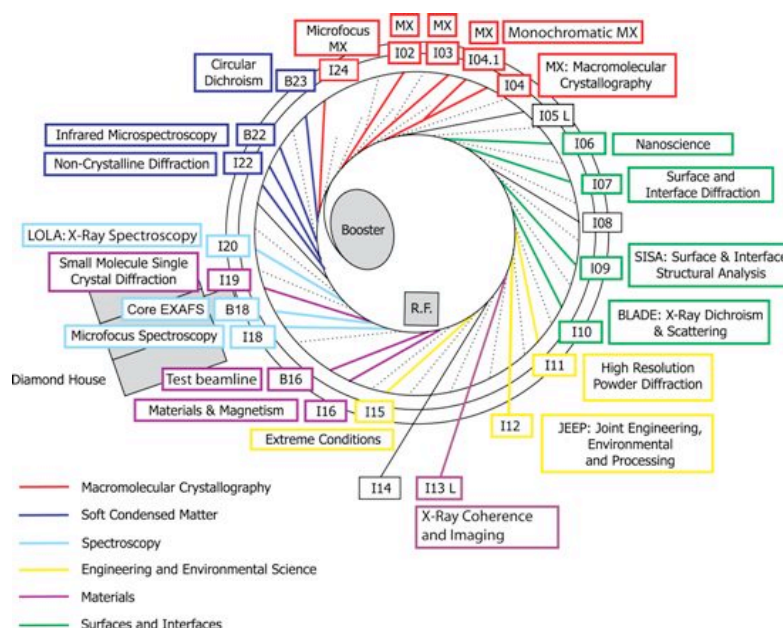 Microfocus
MX
I24
MX
I02
MX
I03
MX
I04.1
Monochromatic MX
I04
MX: Macromolecular
Crystallography
I05 L
I06
Nanoscience
I07
Surface and
Interface Diffraction
I08
I09
SISA: Surface & Interface
Structural Analysis
I10
BLADE: X-Ray Dichroism
& Scattering
I11
High Resolution
Powder Diffraction
I12
JEEP: Joint Engineering,
Environmental
and Processing
I13 L
X-Ray Coherence
and Imaging
I14
I15
Extreme Conditions
Materials & Magnetism
I16
Test beamline
B16
Diamond House
Microfocus Spectroscopy
I18
Core EXAFS
B18
Small Molecule Single
Crystal Diffraction
I19
LOLA: X-Ray Spectroscopy
I20
Non-Crystalline Diffraction
I22
Infrared Microspectroscopy
B22
Circular
Dichroism
B23
Booster
R.F.
Macromolecular Crystallography
Soft Condensed Matter
Spectroscopy
Engineering and Environmental Science
Materials
Surfaces and Interfaces